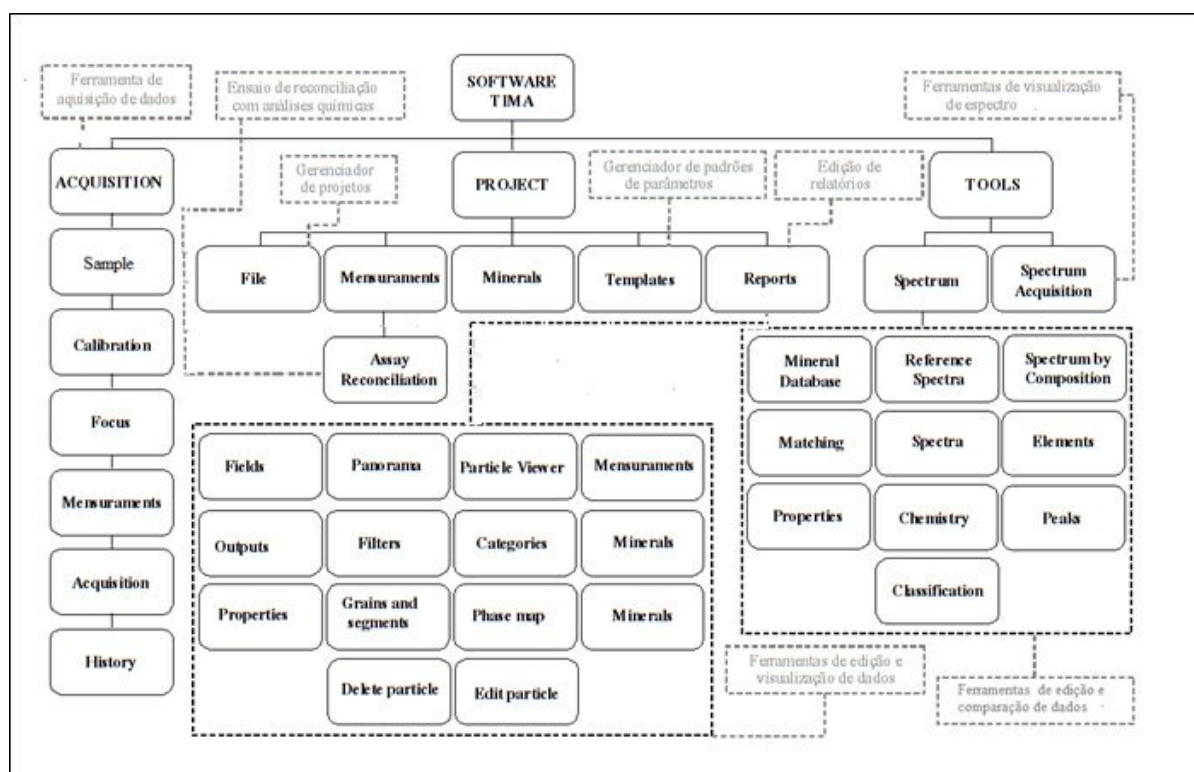 Ferramenta de
aquisição de dados
Ensaio de reconciliação
com análises químicas
SOFTWARE
TIMA
Ferramentas de visualização
de espectro
ACQUISITION
Gerenciador
de projetos
PROJECT
Gerenciador de padrões
de parâmetros
Edição de
relatórios
TOOLS
Sample
File
Mensuraments
Minerals
Templates
Reports
Spectrum
Spectrum
Acquisition
Calibration
Assay
Reconciliation
Mineral
Database
Reference
Spectra
Spectrum by
Composition
Focus
Fields
Panorama
Particle Viewer
Mensuraments
Matching
Spectra
Elements
Mensuraments
Outputs
Filters
Categories
Minerals
Properties
Chemistry
Peaks
Acquisition
Properties
Grains and
segments
Phase map
Minerals
Classification
History
Delete particle
Edit particle
Ferramentas de edição e
visualização de dados
Ferramentas de edição e
comparação de dados